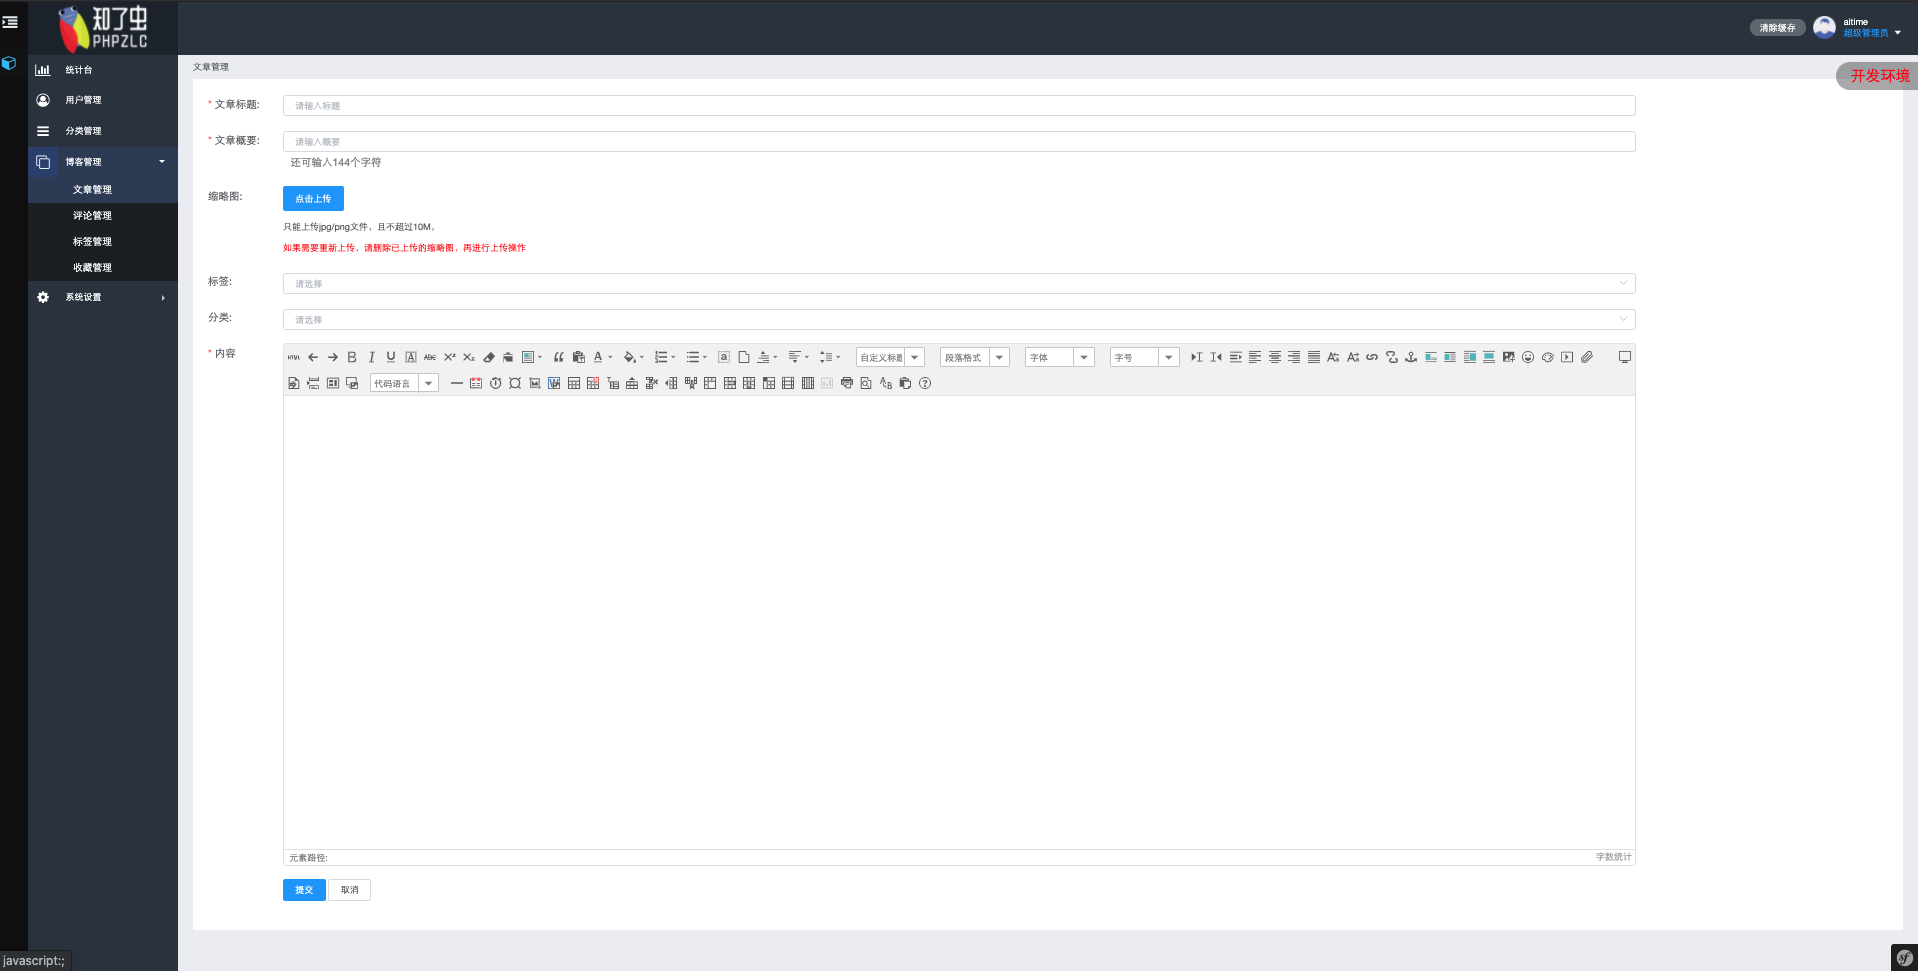 知了虫
PHPZLC
清除缓存
aitime
超级管理员
统计台
用户管理
分类管理
博客管理
文章管理
评论管理
标签管理
收藏管理
系统设置
文章管理
开发环境
* 文章标题:
请输入标题
* 文章概要:
请输入概要
还可输入144个字符
缩略图:
点击上传
只能上传jpg/png文件，且不超过10M。
如果需要重新上传，请删除已上传的缩略图，再进行上传操作
标签:
请选择
分类:
请选择
* 内容
HTML
自定义标题
段落格式
字体
字号
代码语言
元素路径:
字数统计
提交
取消
javascript:;
sf